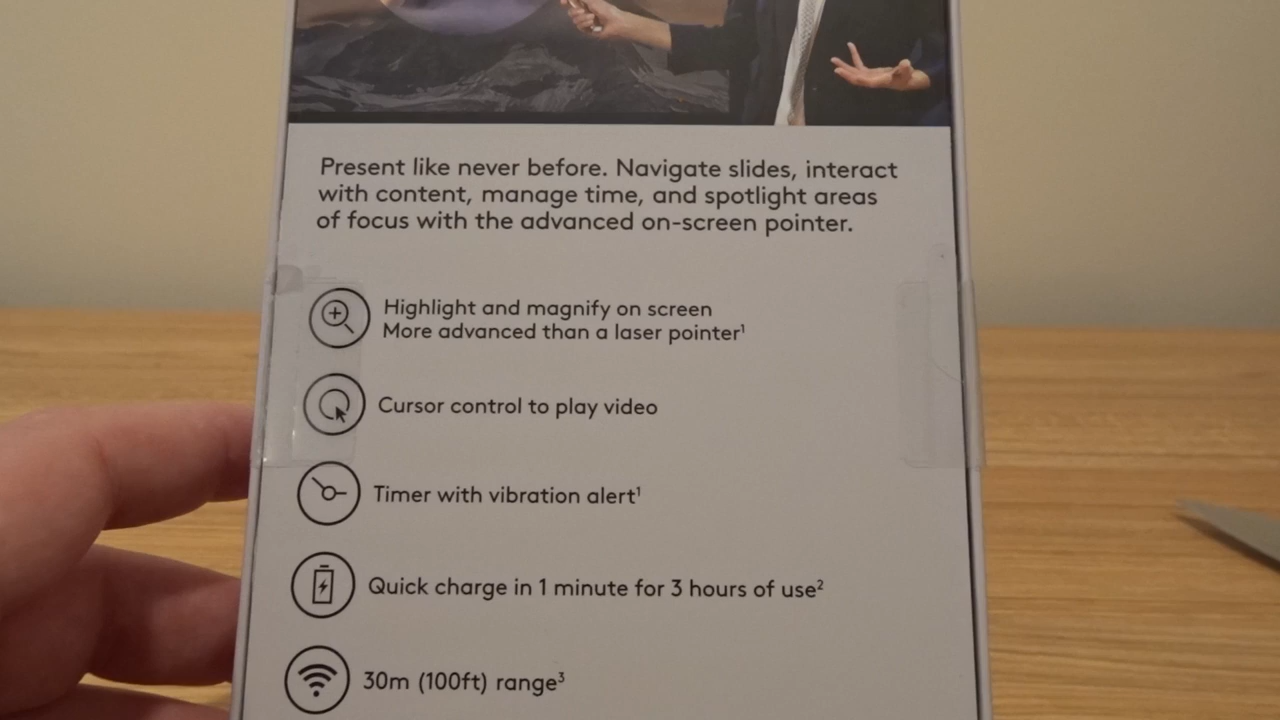 Present like never before. Navigate slides, interact
with content, manage time, and spotlight areas
of focus with the advanced on-screen pointer.
Highlight and magnify on screen
More advanced than a laser pointer¹
Cursor control to play video
Timer with vibration alert¹
Quick charge in 1 minute for 3 hours of use²
30m (100ft) range³